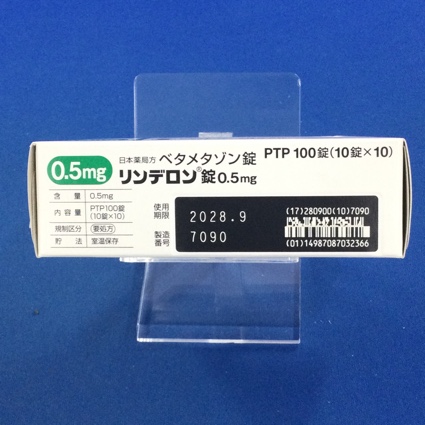 0.5mg
日本薬局方 ベタメタゾン錠 PTP 100錠(10錠×10)
リンデロン®錠0.5mg
含量 0.5mg
内容量 PTP100錠
(10錠×10)
規制区分 要処方
貯法 室温保存
使用
期限 2028.9
製造
番号 7090
(17)280900(10)7090
(01)14987087032366